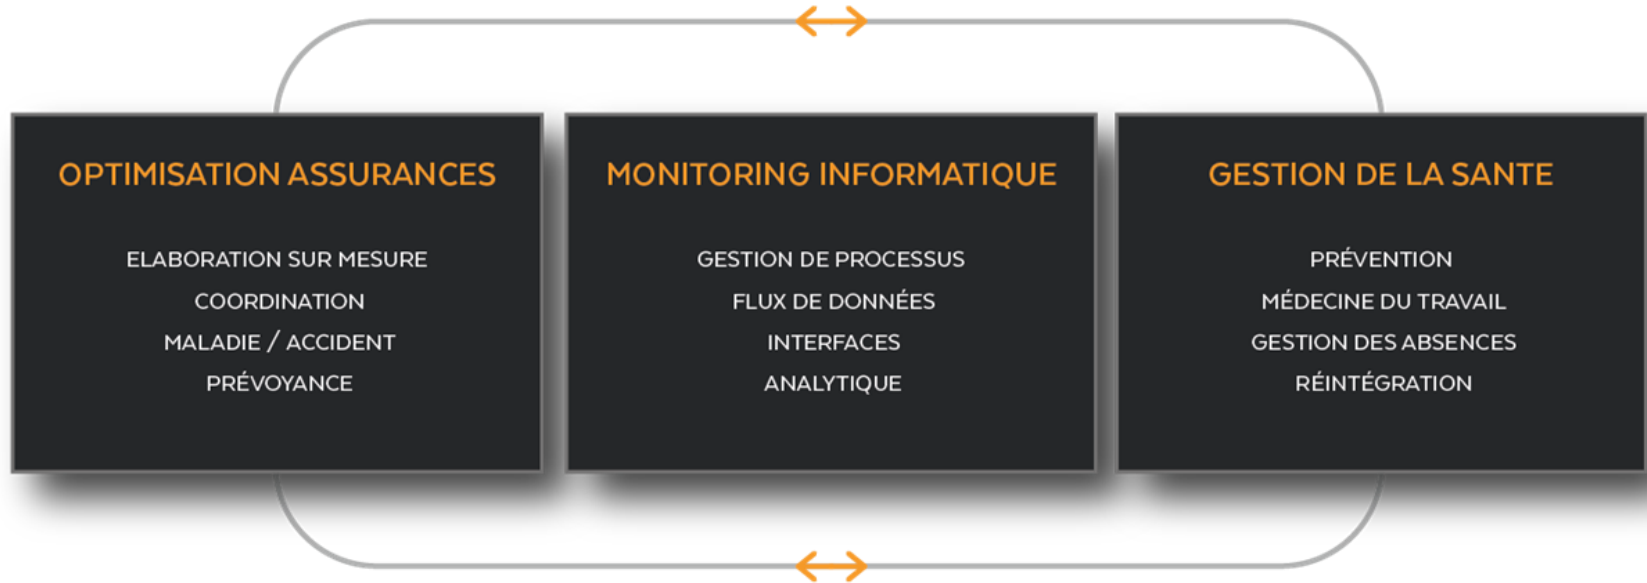 OPTIMISATION ASSURANCES
ELABORATION SUR MESURE
COORDINATION
MALADIE / ACCIDENT
PRÉVOYANCE
MONITORING INFORMATIQUE
GESTION DE PROCESSUS
FLUX DE DONNÉES
INTERFACES
ANALYTIQUE
GESTION DE LA SANTE
PRÉVENTION
MÉDECINE DU TRAVAIL
GESTION DES ABSENCES
RÉINTÉGRATION